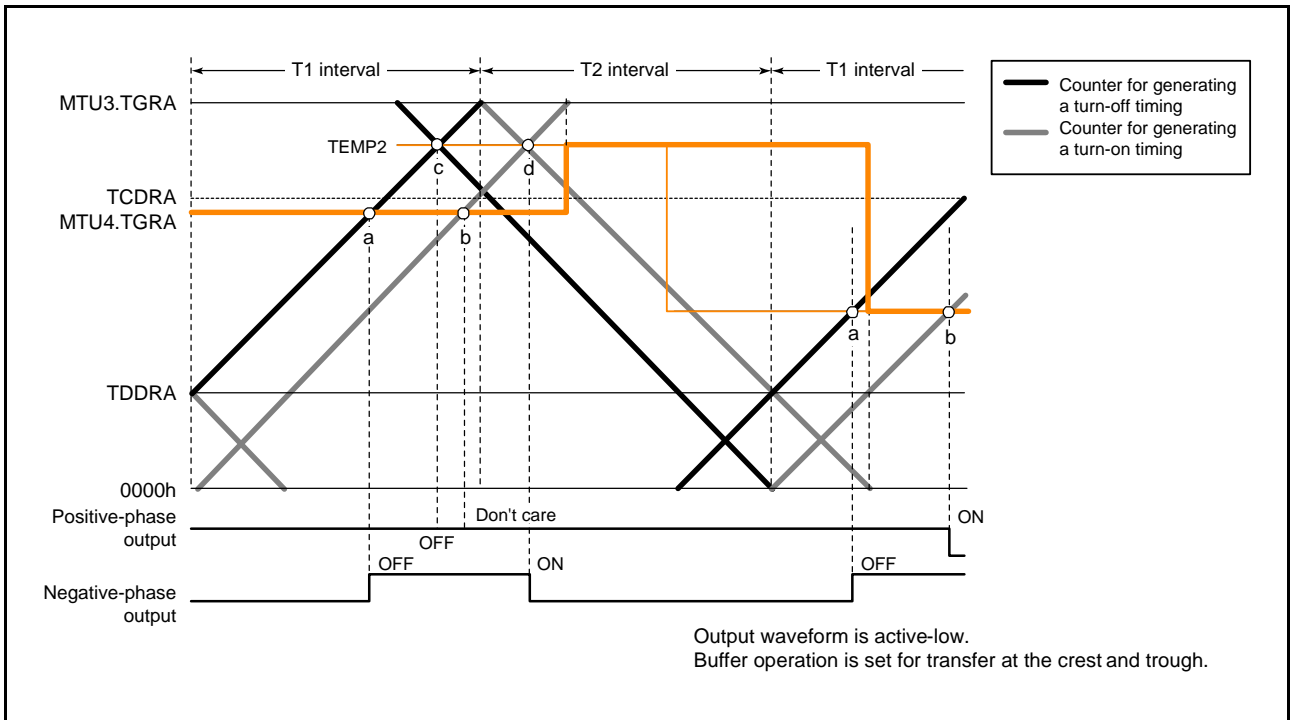 T1 interval
T2 interval
T1 interval
Counter for generating
a turn-off timing
Counter for generating
a turn-on timing
MTU3.TGRA
TEMP2
c
d
TCDRA
MTU4.TGRA
a
b
a
b
TDDRA
0000h
Positive-phase
output
Don't care
ON
OFF
OFF
ON
OFF
Negative-phase
output
Output waveform is active-low.
Buffer operation is set for transfer at the crest and trough.